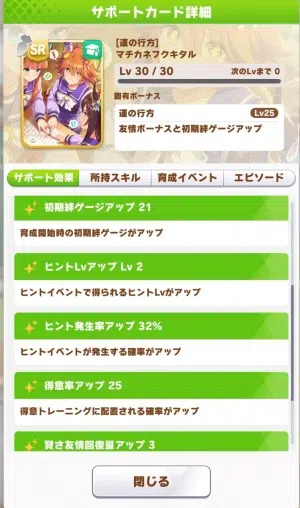 サポートカード詳細
SR
[運の行方]
マチカネフクキタル
Lv 30 / 30 次のLvまで 0
固有ボーナス
運の行方 Lv25
友情ボーナスと初期絆ゲージアップ
サポート効果 所持スキル 育成イベント エピソード
初期絆ゲージアップ 21
育成開始時の初期絆ゲージがアップ
ヒントLvアップ Lv 2
ヒントイベントで得られるヒントLvがアップ
ヒント発生率アップ 32%
ヒントイベントが発生する確率がアップ
得意率アップ 25
得意トレーニングに配置される確率がアップ
賢さ友情回復量アップ 3
閉じる